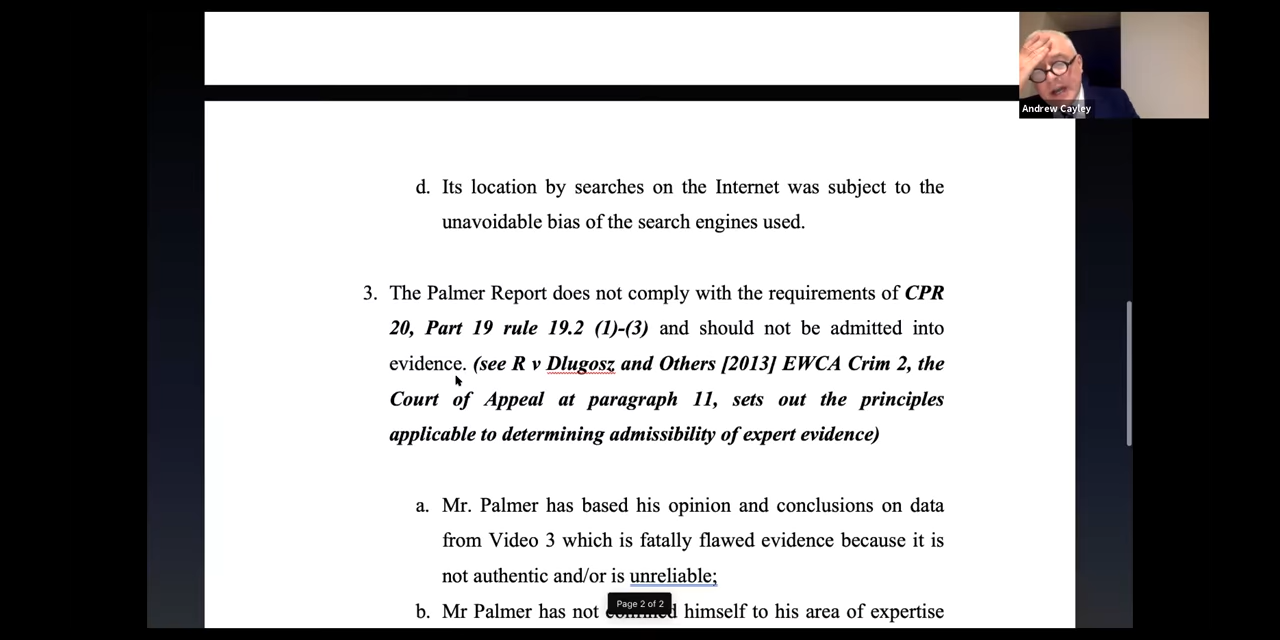 Andrew Cayley
d. Its location by searches on the Internet was subject to the
unavoidable bias of the search engines used.
3. The Palmer Report does not comply with the requirements of CPR
20, Part 19 rule 19.2 (1)-(3) and should not be admitted into
evidence. (see R v Dlugosz and Others [2013] EWCA Crim 2, the
Court of Appeal at paragraph 11, sets out the principles
applicable to determining admissibility of expert evidence)
a. Mr. Palmer has based his opinion and conclusions on data
from Video 3 which is fatally flawed evidence because it is
not authentic and/or is unreliable;
b. Mr Palmer has not himself to his area of expertise
Page 2 of 2